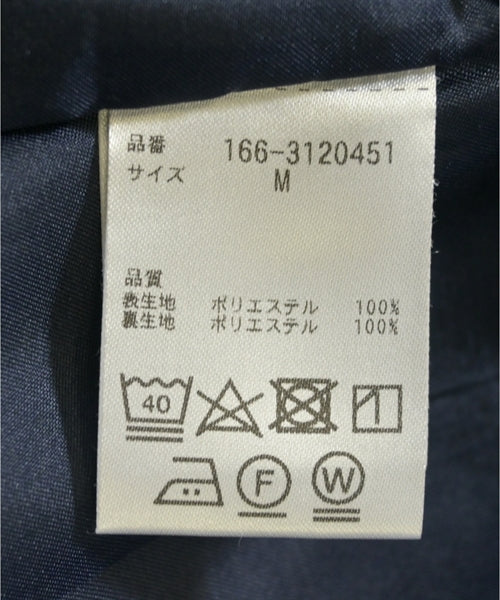 品番 166-3120451
サイズ M
品質
表生地 ポリエステル 100%
裏生地 ポリエステル 100%
40
F W